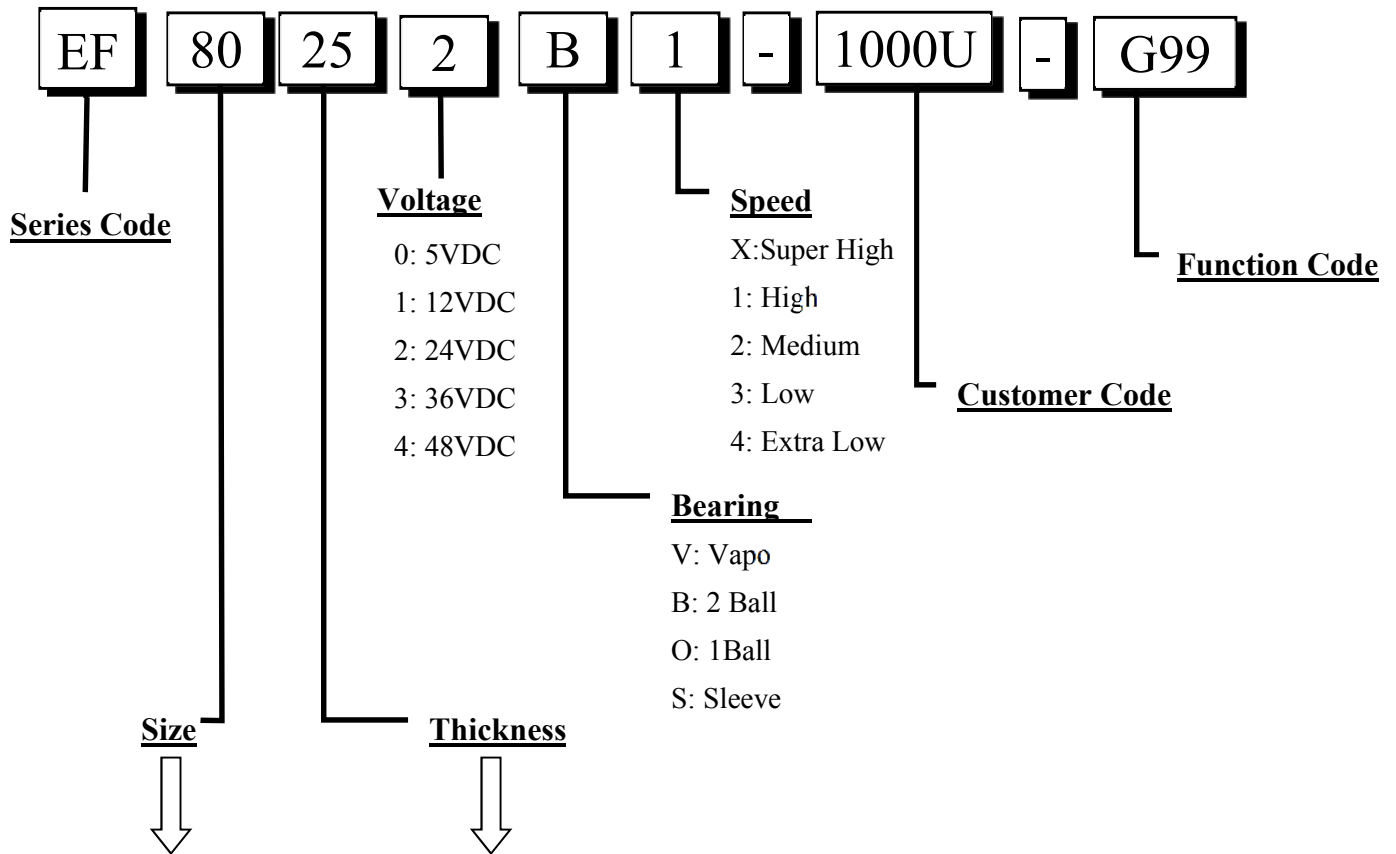 EF 80 25 2 B 1 - 1000U - G99
Series Code
Voltage
0: 5VDC
1: 12VDC
2: 24VDC
3: 36VDC
4: 48VDC
Speed
X:Super High
1: High
2: Medium
3: Low
4: Extra Low
Function Code
Customer Code
Bearing
V: Vapo
B: 2 Ball
O: 1Ball
S: Sleeve
Size
Thickness